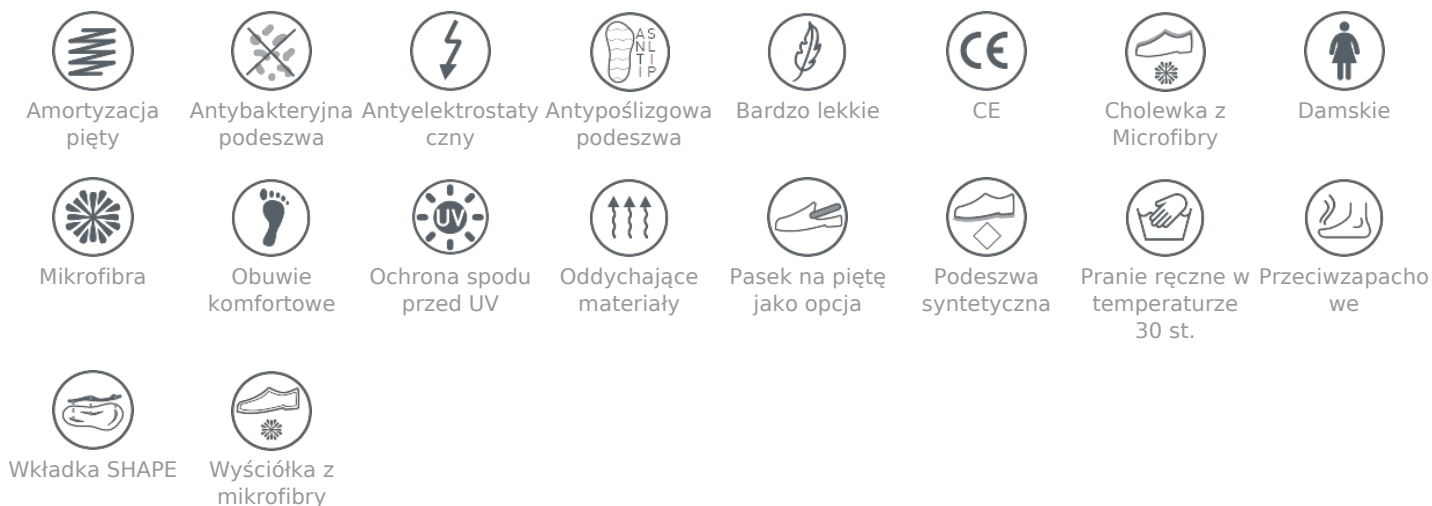 Amortyzacja
pięty
Antybakteryjna
podeszwa
Antyelektrostaty
czny
A S
N L
T I
I P
Antypoślizgowa
podeszwa
Bardzo lekkie
CE
CE
Cholewka z
Microfibry
Damskie
Mikrofibra
Obuwie
komfortowe
UV
Ochrona spodu
przed UV
Oddychające
materiały
Pasek na piętę
jako opcja
Podeszwa
syntetyczna
Pranie ręczne w
temperaturze
30 st.
Przeciwzapacho
we
Wkładka SHAPE
Wyściółka z
mikrofibry